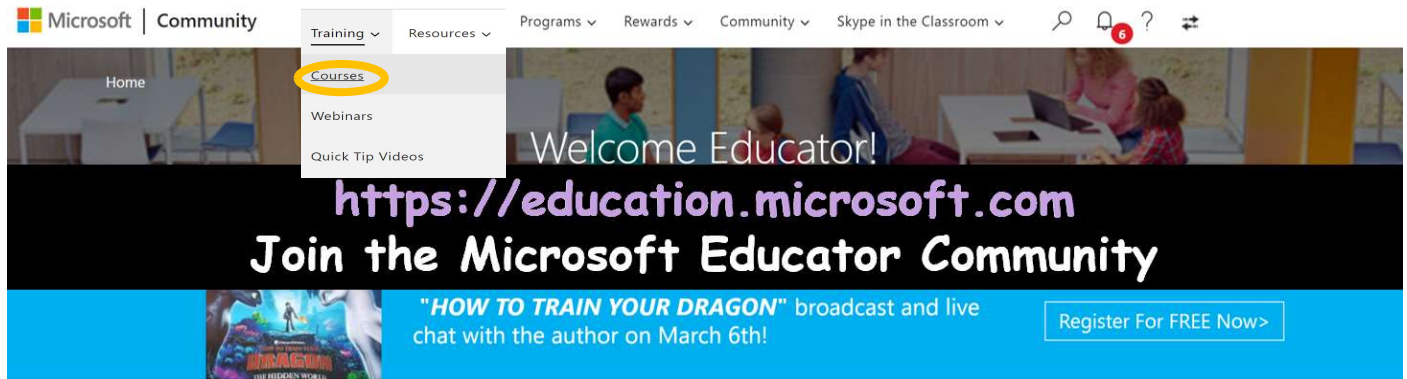 Microsoft | Community
Training
Resources
Programs
Rewards
Community
Skype in the Classroom
6
?
Home
Courses
Webinars
Quick Tip Videos
Welcome Educator!
https://education.microsoft.com
Join the Microsoft Educator Community
"HOW TO TRAIN YOUR DRAGON" broadcast and live
chat with the author on March 6th!
Register For FREE Now>
DRAGON
THE HIDDEN WORLD